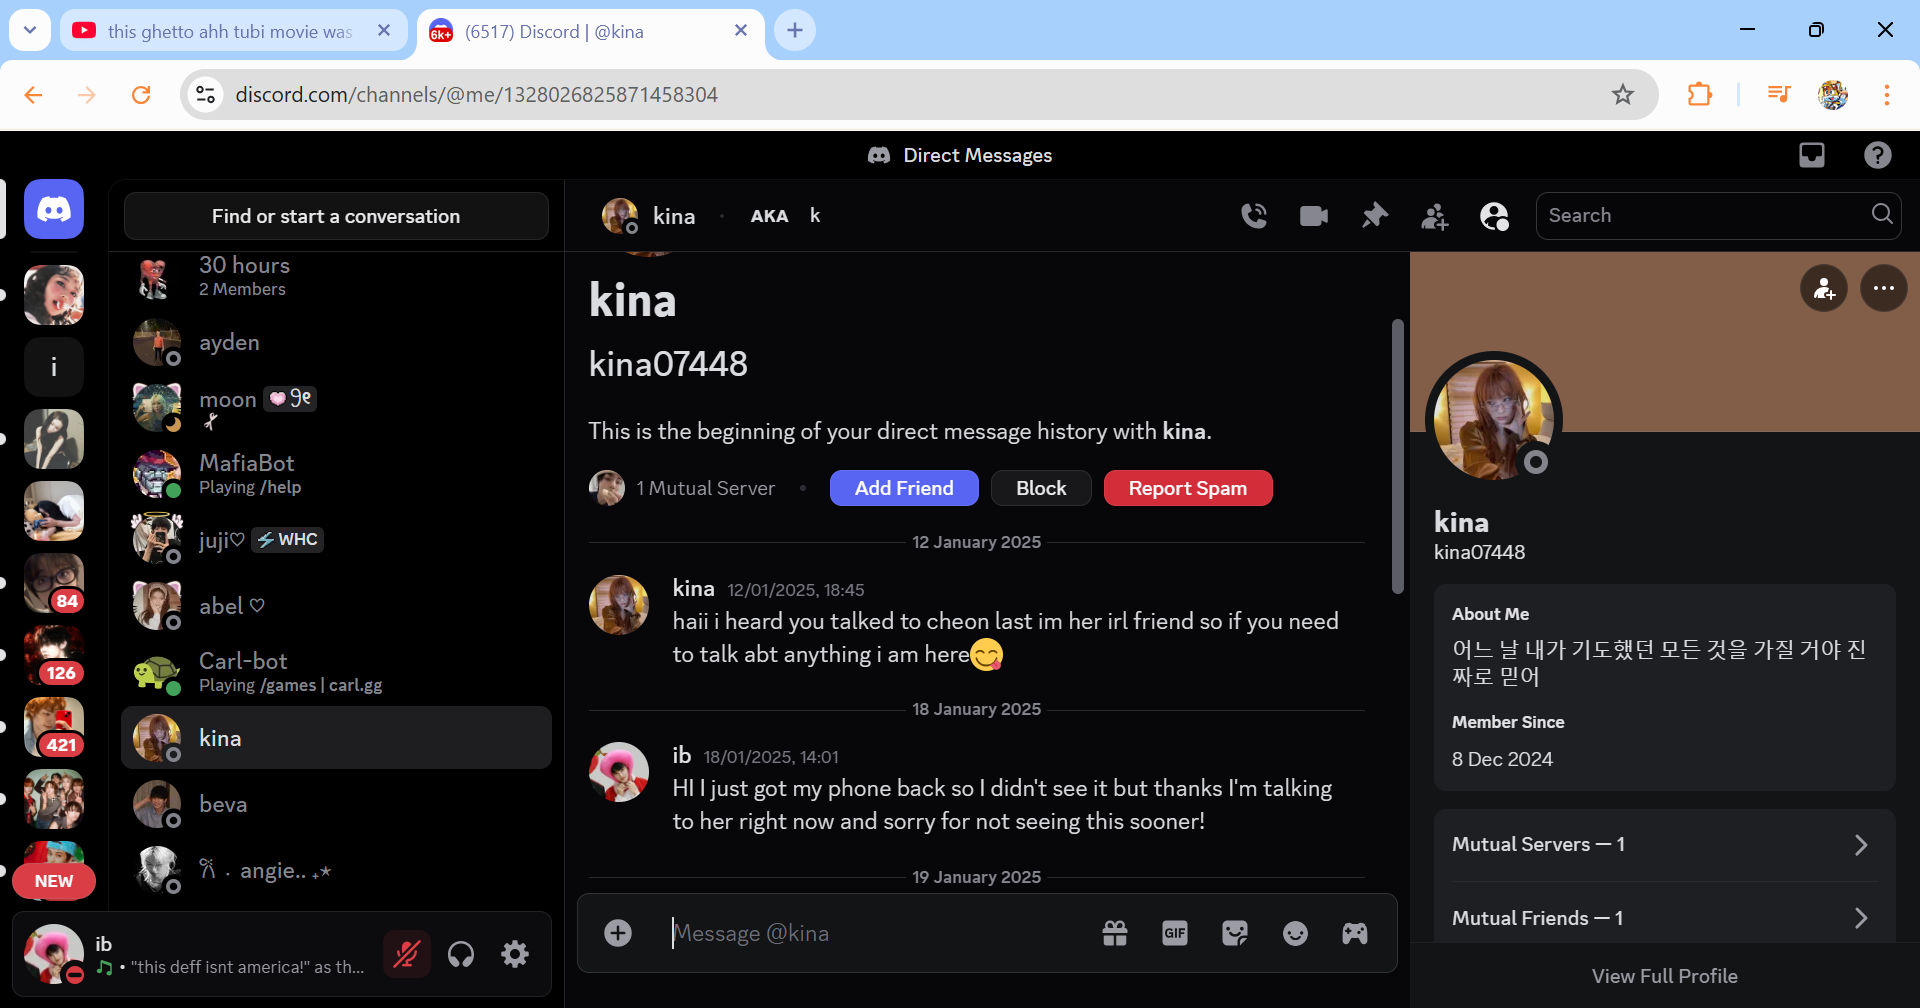 this ghetto ahh tubi movie was
6k+
(6517) Discord | @kina
discord.com/channels/@me/1328026825871458304
Direct Messages
Find or start a conversation
kina
AKA k
Search
30 hours
2 Members
ayden
moon
MafiaBot
Playing /help
juji♡
WHC
abel ♡
Carl-bot
Playing /games | carl.gg
kina
beva
angie..
i
84
126
421
NEW
ib
• "this deff isnt america!" as th...
kina
kina07448
This is the beginning of your direct message history with kina.
1 Mutual Server
Add Friend
Block
Report Spam
12 January 2025
kina 12/01/2025, 18:45
haii i heard you talked to cheon last im her irl friend so if you need
to talk abt anything i am here😋
18 January 2025
ib 18/01/2025, 14:01
HI I just got my phone back so I didn't see it but thanks I'm talking
to her right now and sorry for not seeing this sooner!
19 January 2025
Message @kina
GIF
kina
kina07448
About Me
어느 날 내가 기도했던 모든 것을 가질 거야 진
짜로 믿어
Member Since
8 Dec 2024
Mutual Servers — 1
Mutual Friends — 1
View Full Profile